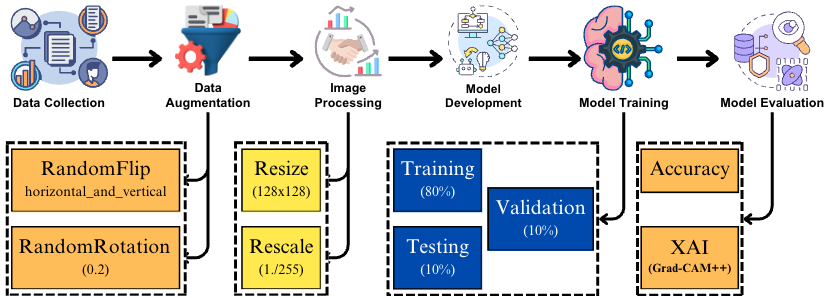 Data Collection
Data
Augmentation
Image
Processing
Model
Development
Model Training
Model Evaluation
RandomFlip
horizontal_and_vertical
RandomRotation
(0.2)
Resize
(128x128)
Rescale
(1./255)
Training
(80%)
Testing
(10%)
Validation
(10%)
Accuracy
XAI
(Grad-CAM++)